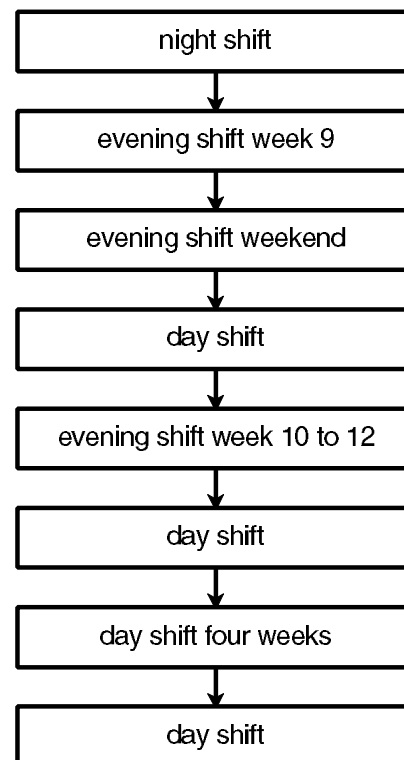 night shift
evening shift week 9
evening shift weekend
day shift
evening shift week 10 to 12
day shift
day shift four weeks
day shift